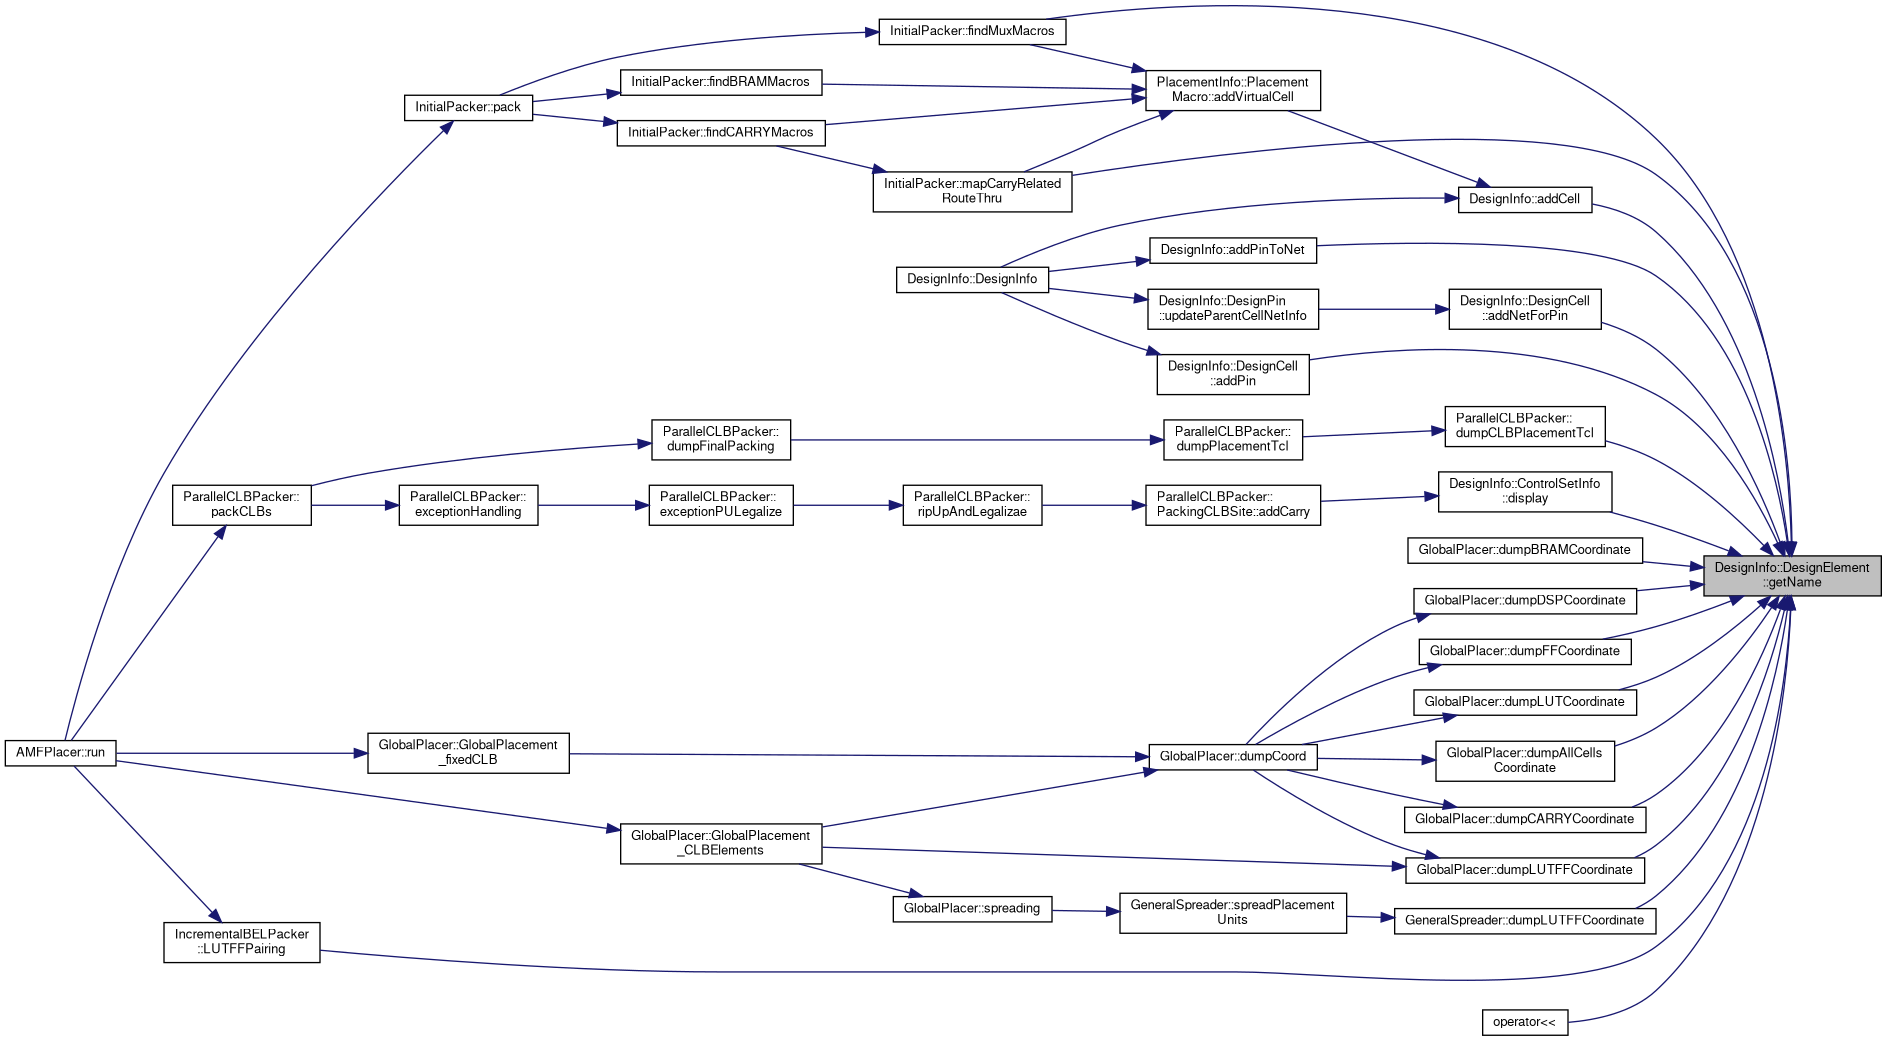 InitialPacker::findMuxMacros
InitialPacker::findBRAMMacros
PlacementInfo::Placement
Macro::addVirtualCell
InitialPacker::pack
InitialPacker::findCARRYMacros
InitialPacker::mapCarryRelated
RouteThru
DesignInfo::addCell
DesignInfo::addPinToNet
DesignInfo::DesignInfo
DesignInfo::DesignPin
::updateParentCellNetInfo
DesignInfo::DesignCell
::addNetForPin
DesignInfo::DesignCell
::addPin
ParallelCLBPacker::
dumpFinalPacking
ParallelCLBPacker::
dumpPlacementTcl
ParallelCLBPacker::
dumpCLBPlacementTcl
ParallelCLBPacker::
packCLBs
ParallelCLBPacker::
exceptionHandling
ParallelCLBPacker::
exceptionPULegalize
ParallelCLBPacker::
ripUpAndLegalizae
ParallelCLBPacker::
PackingCLBSite::addCarry
DesignInfo::ControlSetInfo
::display
GlobalPlacer::dumpBRAMCoordinate
DesignInfo::DesignElement
::getName
GlobalPlacer::dumpDSPCoordinate
GlobalPlacer::dumpFFCoordinate
GlobalPlacer::dumpLUTCoordinate
AMFPlacer::run
GlobalPlacer::GlobalPlacement
_fixedCLB
GlobalPlacer::dumpCoord
GlobalPlacer::dumpAllCells
Coordinate
GlobalPlacer::dumpCARRYCoordinate
GlobalPlacer::GlobalPlacement
_CLBElements
GlobalPlacer::dumpLUTFFCoordinate
GlobalPlacer::spreading
GeneralSpreader::spreadPlacement
Units
GeneralSpreader::dumpLUTFFCoordinate
IncrementalBELPacker
::LUTFFPairing
operator<<